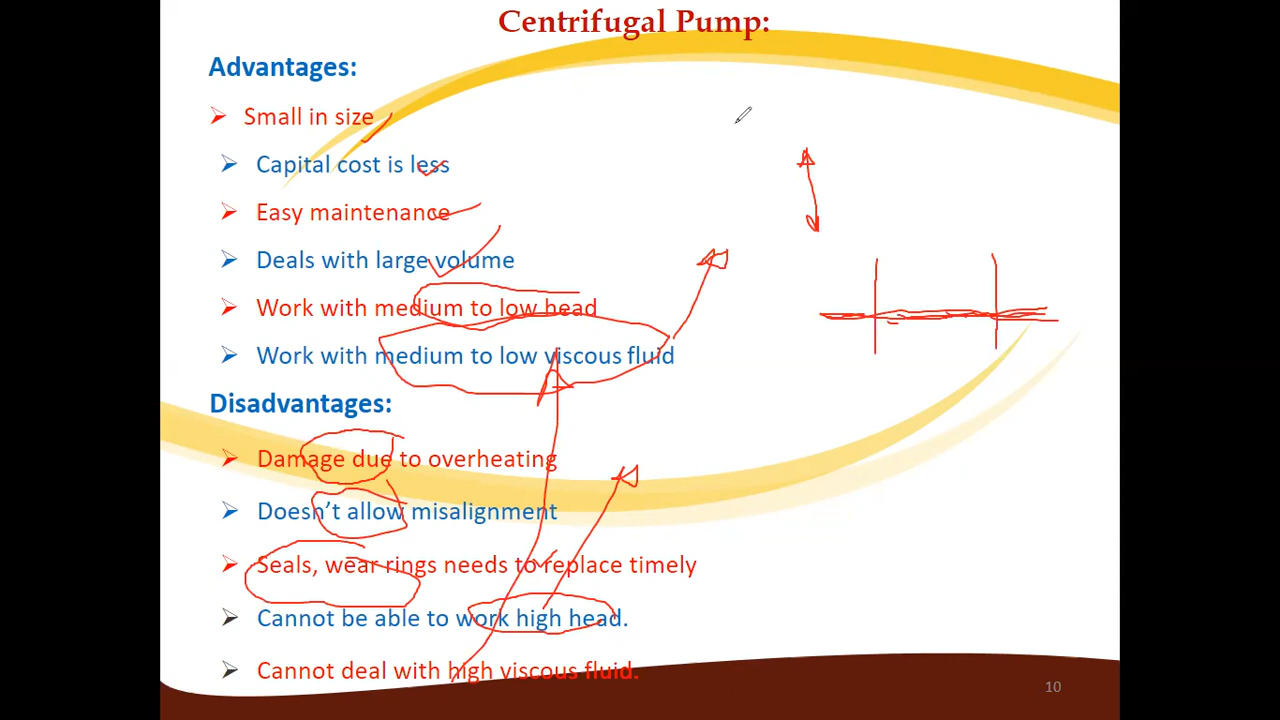 Centrifugal Pump:
Advantages:
Small in size
Capital cost is less
Easy maintenance
Deals with large volume
Work with medium to low head
Work with medium to low viscous fluid
Disadvantages:
Damage due to overheating
Doesn't allow misalignment
Seals, wear rings needs to replace timely
Cannot be able to work high head.
Cannot deal with high viscous fluid.
10